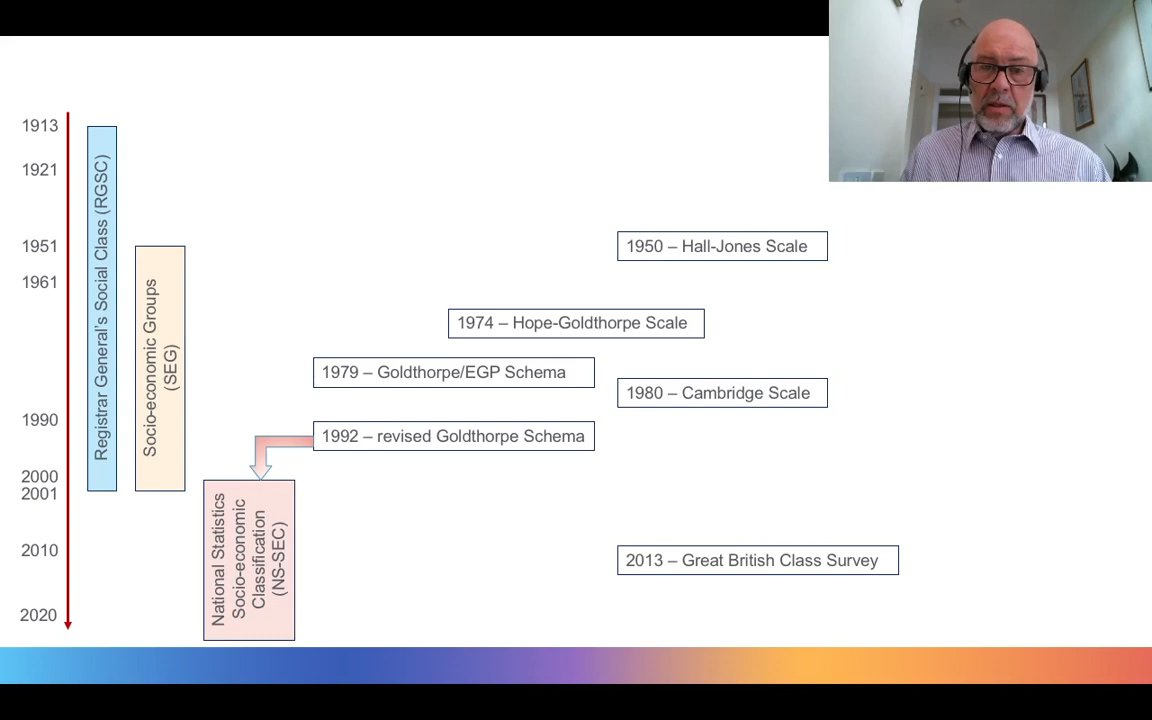 1913
1921
1951
1961
1990
2000
2001
2010
2020
Registrar General's Social Class (RGSC)
Socio-economic Groups
(SEG)
National Statistics
Socio-economic
Classification
(NS-SEC)
1950 – Hall-Jones Scale
1974 – Hope-Goldthorpe Scale
1979 – Goldthorpe/EGP Schema
1980 – Cambridge Scale
1992 – revised Goldthorpe Schema
2013 – Great British Class Survey